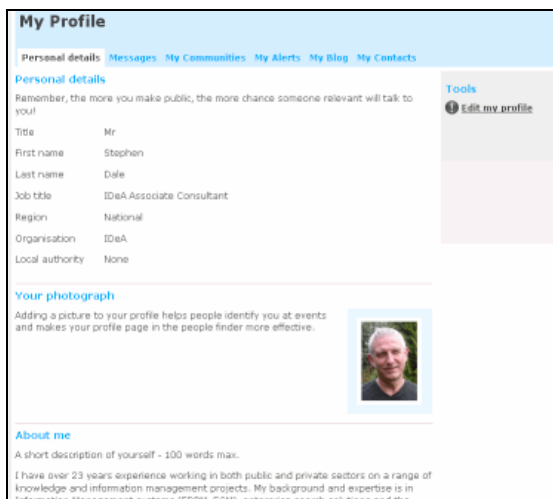 My Profile
Personal details Messages My Communities My Alerts My Blog My Contacts
Personal details
Remember, the more you make public, the more chance someone relevant will talk to
you!
Title Mr
First name Stephen
Last name Dale
Job title IDeA Associate Consultant
Region National
Organisation IDeA
Local authority None
Your photograph
Adding a picture to your profile helps people identify you at events
and makes your profile page in the people finder more effective.
About me
A short description of yourself - 100 words max.
I have over 23 years experience working in both public and private sectors on a range of
knowledge and information management projects. My background and expertise is in
Tools
Edit my profile